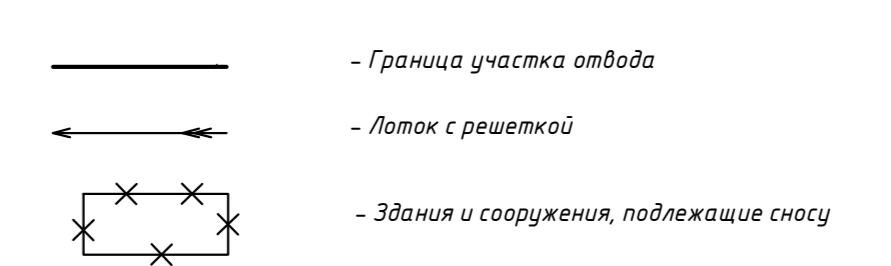 - Граница участка отвода
- Лоток с решеткой
- Здания и сооружения, подлежащие сносу